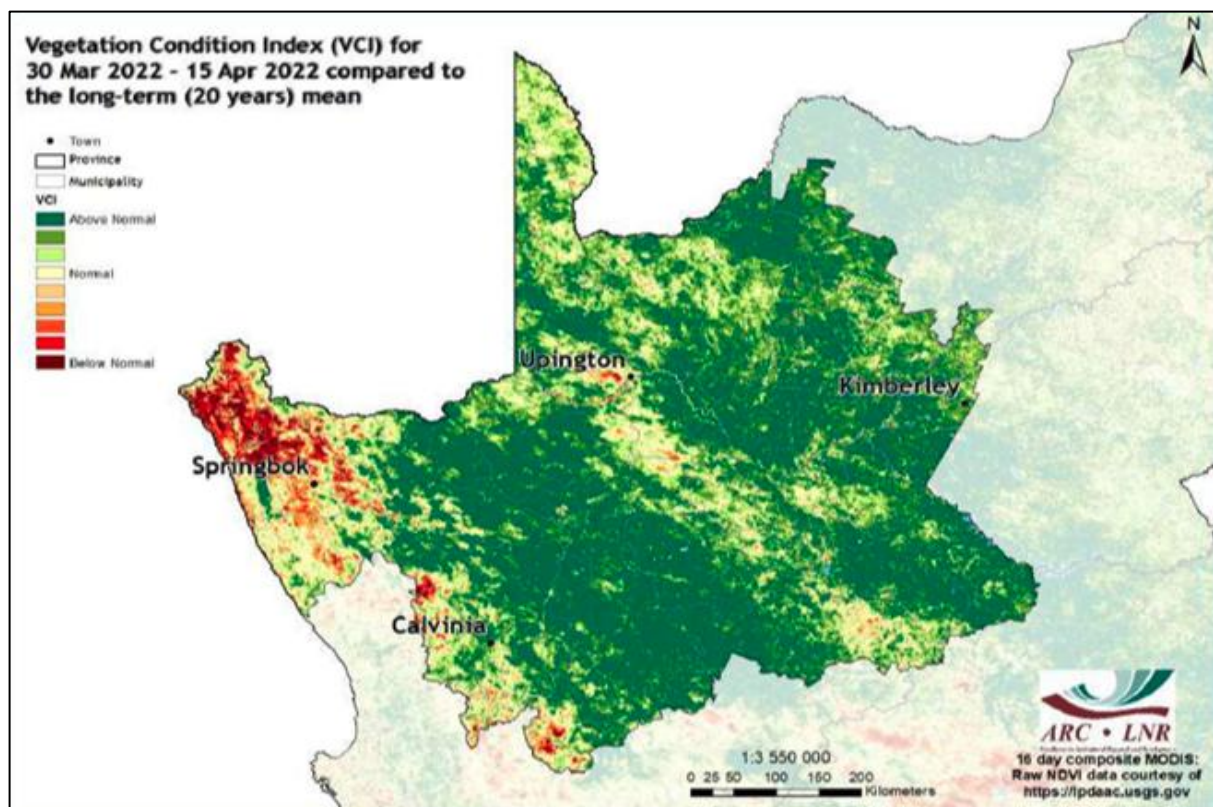 Vegetation Condition Index (VCI) for
30 Mar 2022 - 15 Apr 2022 compared to
the long-term (20 years) mean
N
Town
Province
Municipality
VCI
Above Normal
Normal
Below Normal
Upington
Kimberley
Springbok
Calvinia
ARC • LNR
1:3 550 000
0 25 50 100 150 200
Kilometers
16 day composite MODIS:
Raw NDVI data courtesy of
https://lpdaac.usgs.gov